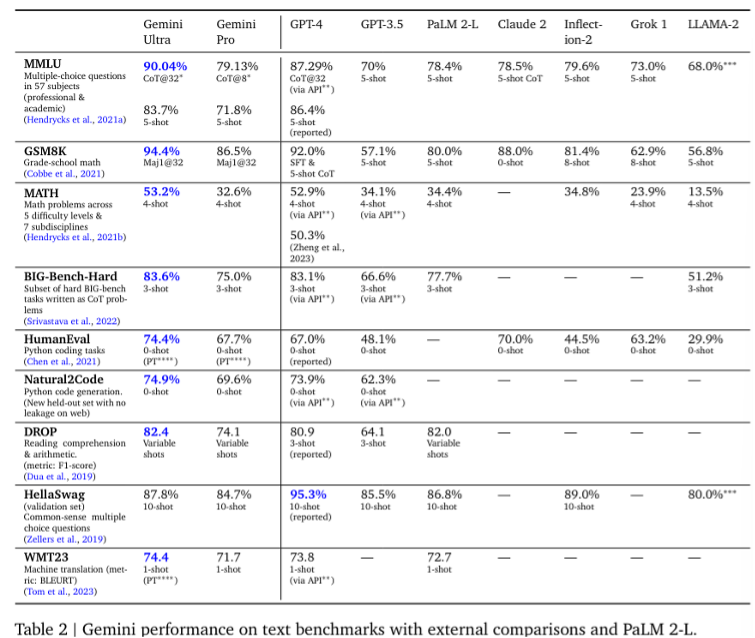 Gemini Ultra Gemini Pro GPT-4 GPT-3.5 PaLM 2-L Claude 2 Inflect-ion-2 Grok 1 LLAMA-2
MMLU
Multiple-choice questions
in 57 subjects
(professional &
academic)
(Hendrycks et al., 2021a)
90.04%
CoT@32*
83.7%
5-shot
79.13%
CoT@8*
71.8%
5-shot
87.29%
CoT@32
(via API**)
86.4%
5-shot
(reported)
70%
5-shot
78.4%
5-shot
78.5%
5-shot CoT
79.6%
5-shot
73.0%
5-shot
68.0%***
GSM8K
Grade-school math
(Cobbe et al., 2021)
94.4%
Maj1@32
86.5%
Maj1@32
92.0%
SFT &
5-shot CoT
57.1%
5-shot
80.0%
5-shot
88.0%
0-shot
81.4%
8-shot
62.9%
8-shot
56.8%
5-shot
MATH
Math problems across
5 difficulty levels &
7 subdisciplines
(Hendrycks et al., 2021b)
53.2%
4-shot
32.6%
4-shot
52.9%
4-shot
(via API**)
50.3%
(Zheng et al.,
2023)
34.1%
4-shot
(via API**)
34.4%
4-shot
—
34.8%
23.9%
4-shot
13.5%
4-shot
BIG-Bench-Hard
Subset of hard BIG-bench
tasks written as CoT prob-
lems
(Srivastava et al., 2022)
83.6%
3-shot
75.0%
3-shot
83.1%
3-shot
(via API**)
66.6%
3-shot
(via API**)
77.7%
3-shot
—
—
—
51.2%
3-shot
HumanEval
Python coding tasks
(Chen et al., 2021)
74.4%
0-shot
(PT****)
67.7%
0-shot
(PT****)
67.0%
0-shot
(reported)
48.1%
0-shot
—
70.0%
0-shot
44.5%
0-shot
63.2%
0-shot
29.9%
0-shot
Natural2Code
Python code generation.
(New held-out set with no
leakage on web)
74.9%
0-shot
69.6%
0-shot
73.9%
0-shot
(via API**)
62.3%
0-shot
(via API**)
—
—
—
—
—
DROP
Reading comprehension
& arithmetic.
(metric: F1-score)
(Dua et al., 2019)
82.4
Variable
shots
74.1
Variable
shots
80.9
3-shot
(reported)
64.1
3-shot
82.0
Variable
shots
—
—
—
—
HellaSwag
(validation set)
Common-sense multiple
choice questions
(Zellers et al., 2019)
87.8%
10-shot
84.7%
10-shot
95.3%
10-shot
(reported)
85.5%
10-shot
86.8%
10-shot
—
89.0%
10-shot
—
80.0%***
WMT23
Machine translation (met-
ric: BLEURT)
(Tom et al., 2023)
74.4
1-shot
(PT****)
71.7
1-shot
73.8
1-shot
(via API**)
—
72.7
1-shot
—
—
—
—
Table 2 | Gemini performance on text benchmarks with external comparisons and PaLM 2-L.